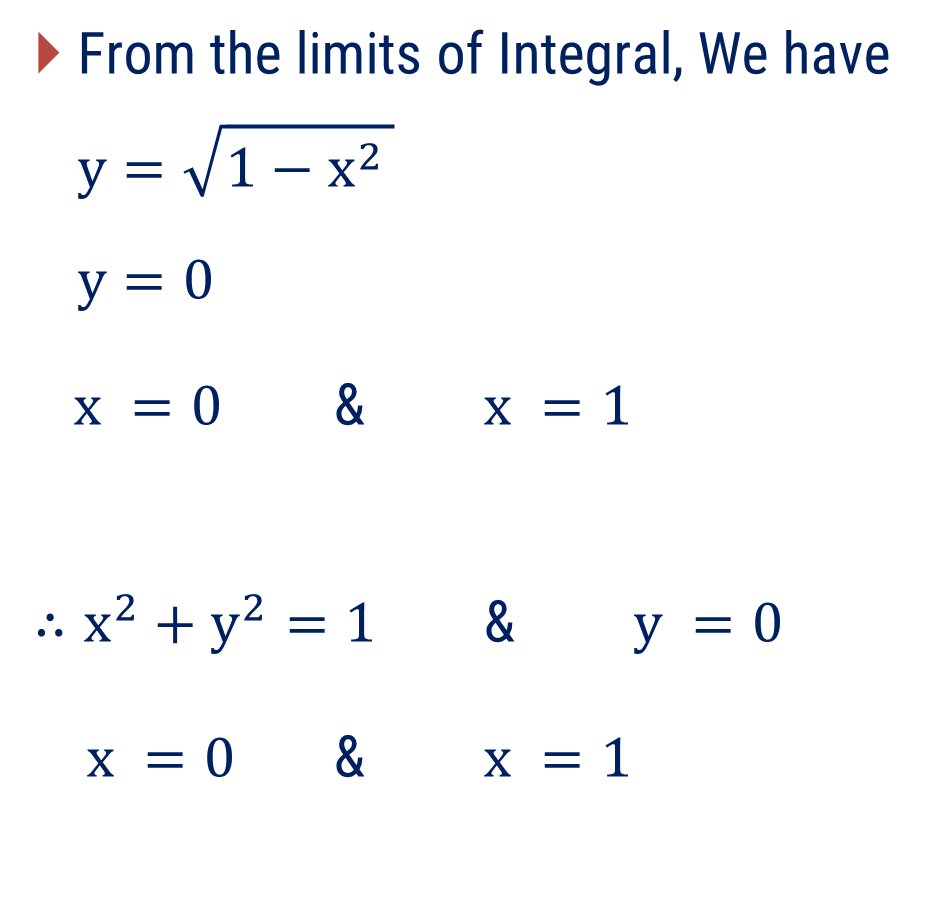 From the limits of Integral, We have
y = √(1 − x²)
y = 0
x = 0 & x = 1
∴ x² + y² = 1 & y = 0
x = 0 & x = 1